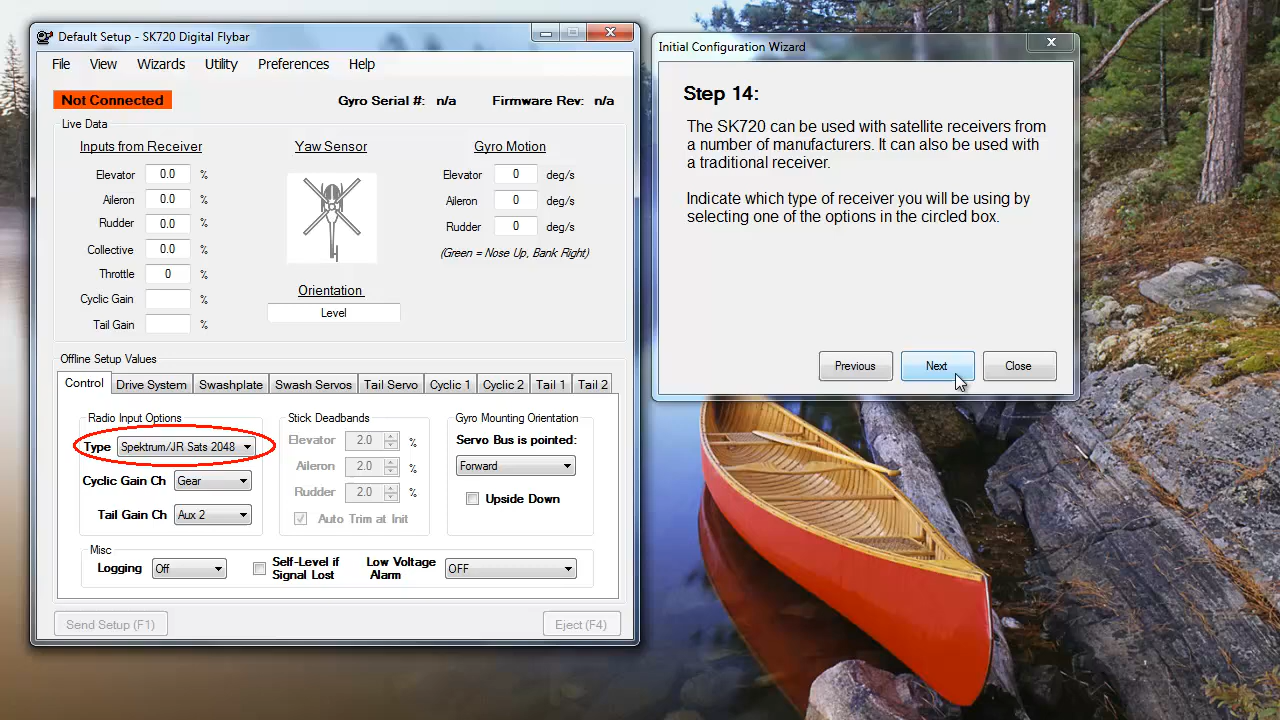 Default Setup - SK720 Digital Flybar
File View Wizards Utility Preferences Help
Not Connected Gyro Serial #: n/a Firmware Rev: n/a
Live Data
Inputs from Receiver Yaw Sensor Gyro Motion
Elevator 0.0 % Elevator 0 deg/s
Aileron 0.0 % Aileron 0 deg/s
Rudder 0.0 % Rudder 0 deg/s
Collective 0.0 % (Green = Nose Up, Bank Right)
Throttle 0
Cyclic Gain % Orientation
Tail Gain % Level
Offline Setup Values
Control Drive System Swashplate Swash Servos Tail Servo Cyclic 1 Cyclic 2 Tail 1 Tail 2
Radio Input Options Stick Deadbands Gyro Mounting Orientation
Type Spektrum/JR Sats 2048 Elevator 2.0 % Servo Bus is pointed:
Aileron 2.0 % Forward
Cyclic Gain Ch Gear Rudder 2.0 % Upside Down
Tail Gain Ch Aux 2 Auto Trim at Init
Misc
Logging Off Self-Level if Signal Lost Low Voltage Alarm OFF
Send Setup (F1) Eject (F4)
Initial Configuration Wizard
Step 14:
The SK720 can be used with satellite receivers from
a number of manufacturers. It can also be used with
a traditional receiver.
Indicate which type of receiver you will be using by
selecting one of the options in the circled box.
Previous Next Close